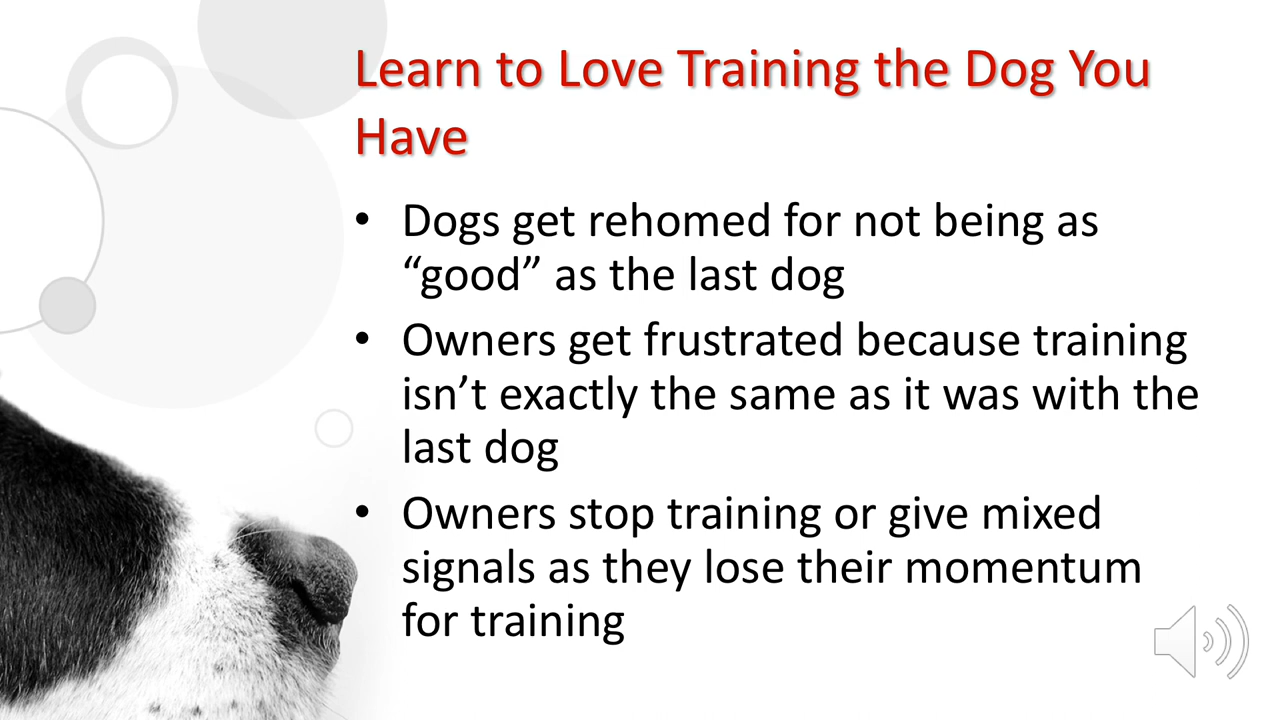 Learn to Love Training the Dog You
Have
• Dogs get rehomed for not being as
“good” as the last dog
• Owners get frustrated because training
isn’t exactly the same as it was with the
last dog
• Owners stop training or give mixed
signals as they lose their momentum
for training